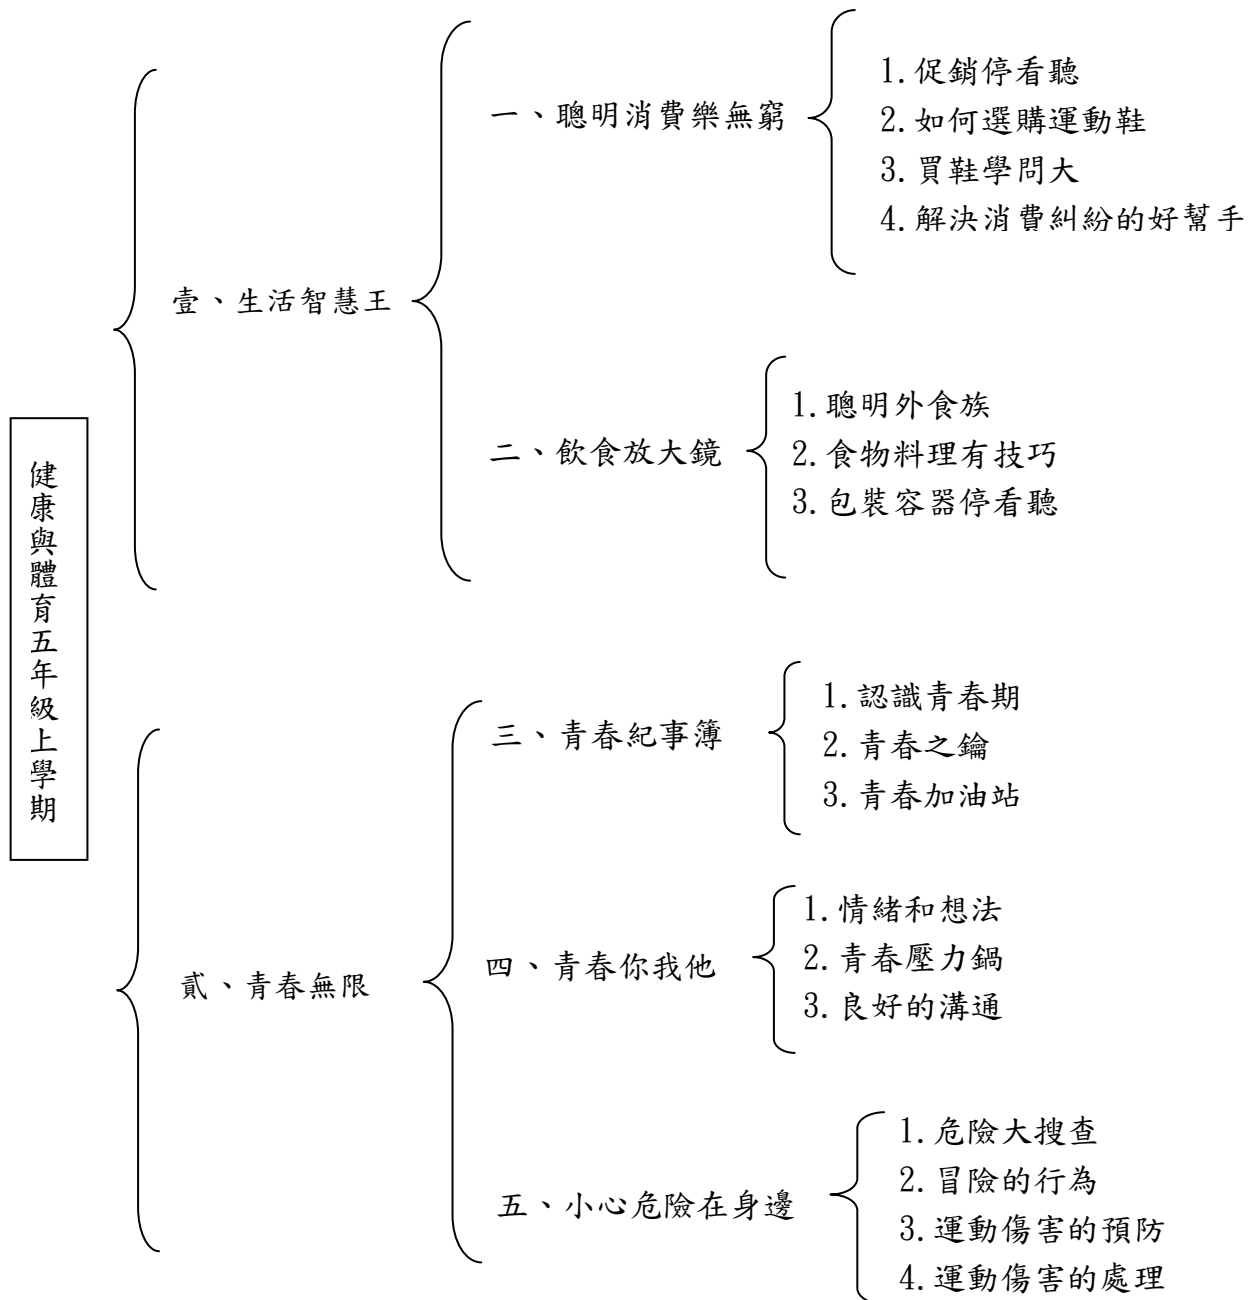 健康與體育五年級上學期
壹、生活智慧王
一、聰明消費樂無窮
1.促銷停看聽
2.如何選購運動鞋
3.買鞋學問大
4.解決消費糾紛的好幫手
二、飲食放大鏡
1.聰明外食族
2.食物料理有技巧
3.包裝容器停看聽
貳、青春無限
三、青春紀事簿
1.認識青春期
2.青春之鑰
3.青春加油站
四、青春你我他
1.情緒和想法
2.青春壓力鍋
3.良好的溝通
五、小心危險在身邊
1.危險大搜查
2.冒險的行為
3.運動傷害的預防
4.運動傷害的處理